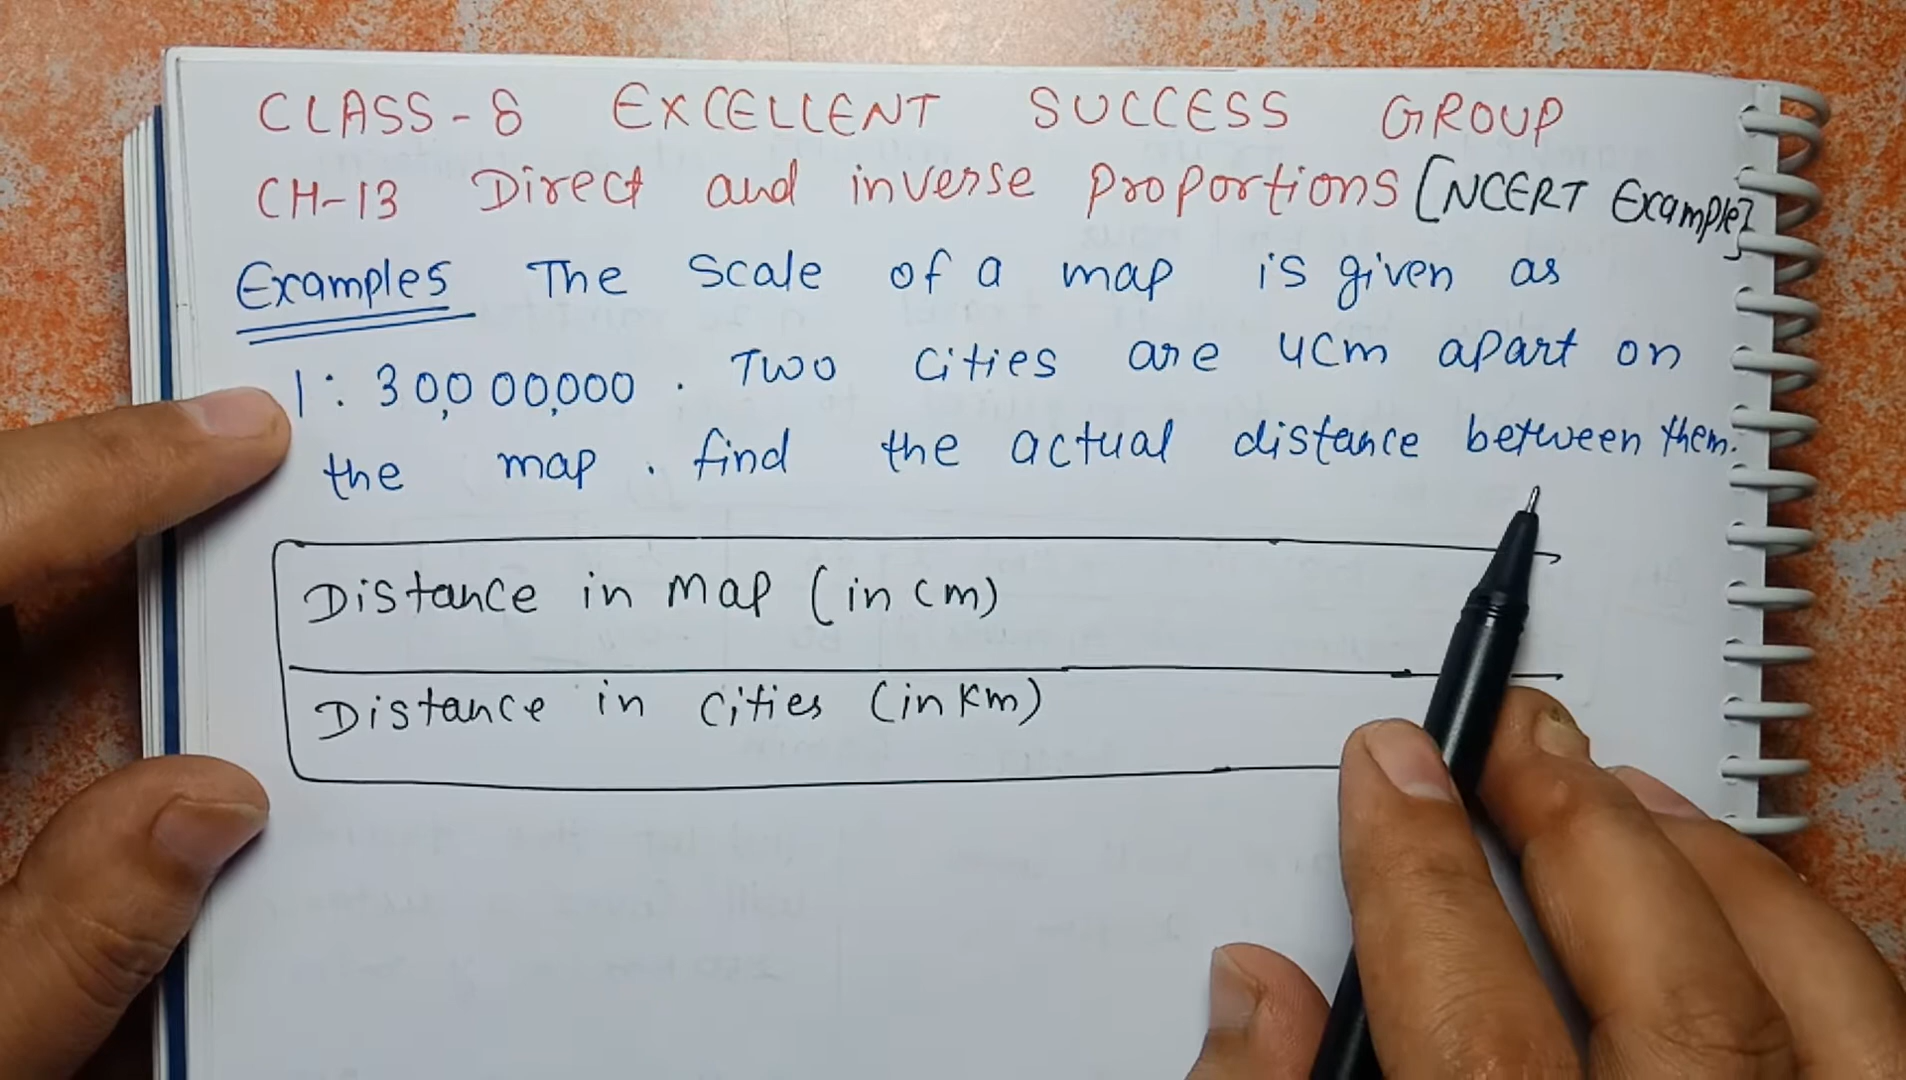 CLASS-8 EXCELLENT SUCCESS GROUP
CH-13 Direct and inverse Proportions [NCERT Example]
Examples The Scale of a map is given as
1: 30,00,000. Two Cities are 4cm apart on
the map. find the actual distance between them.
Distance in map (in cm)
Distance in Cities (in Km)